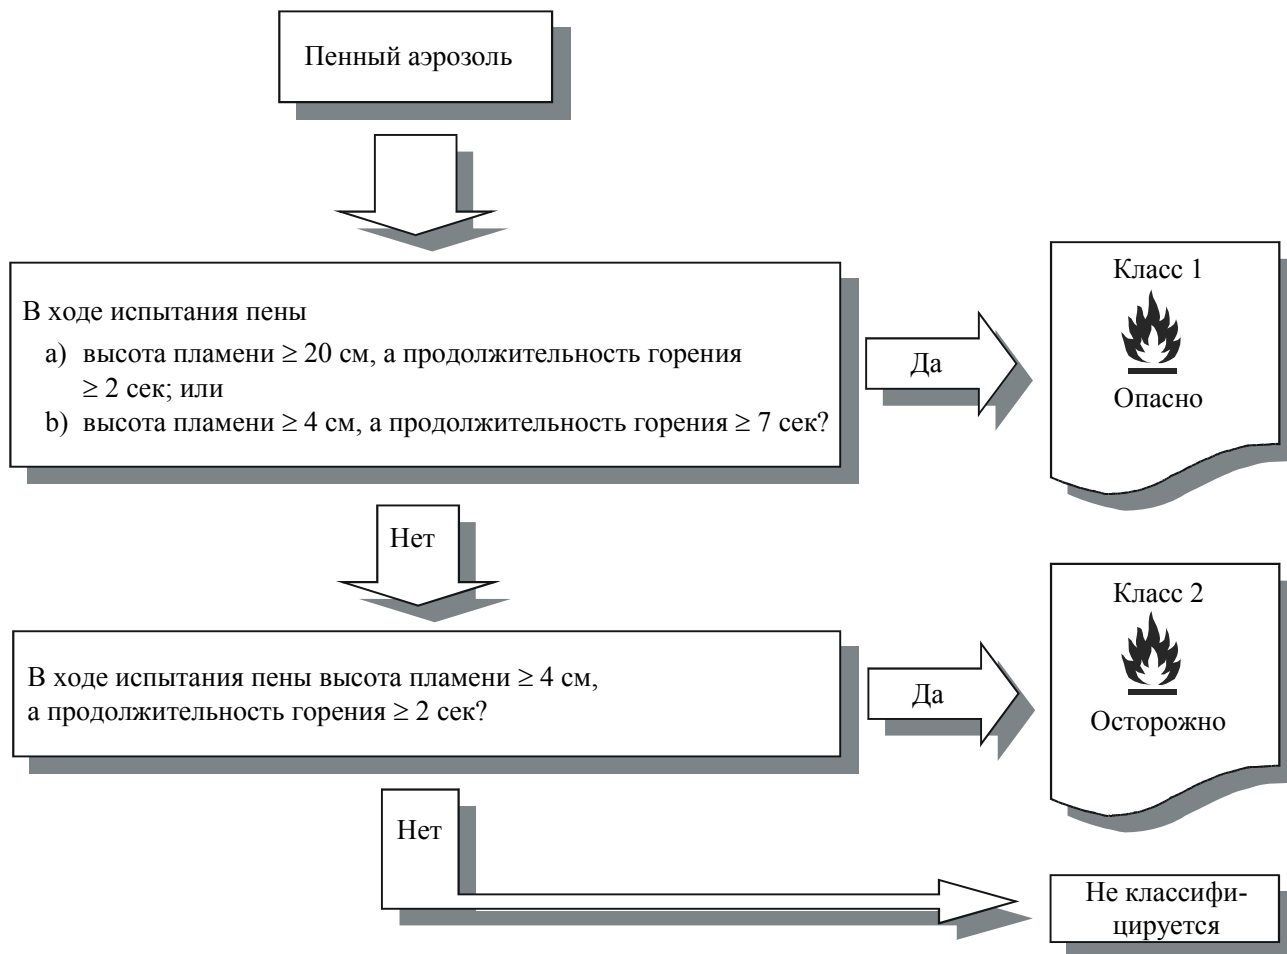 Пенный аэрозоль
В ходе испытания пены
a) высота пламени ≥ 20 см, а продолжительность горения
≥ 2 сек; или
b) высота пламени ≥ 4 см, а продолжительность горения ≥ 7 сек?
Да
Класс 1
Опасно
Нет
В ходе испытания пены высота пламени ≥ 4 см,
а продолжительность горения ≥ 2 сек?
Да
Класс 2
Осторожно
Нет
Не классифи-
цируется